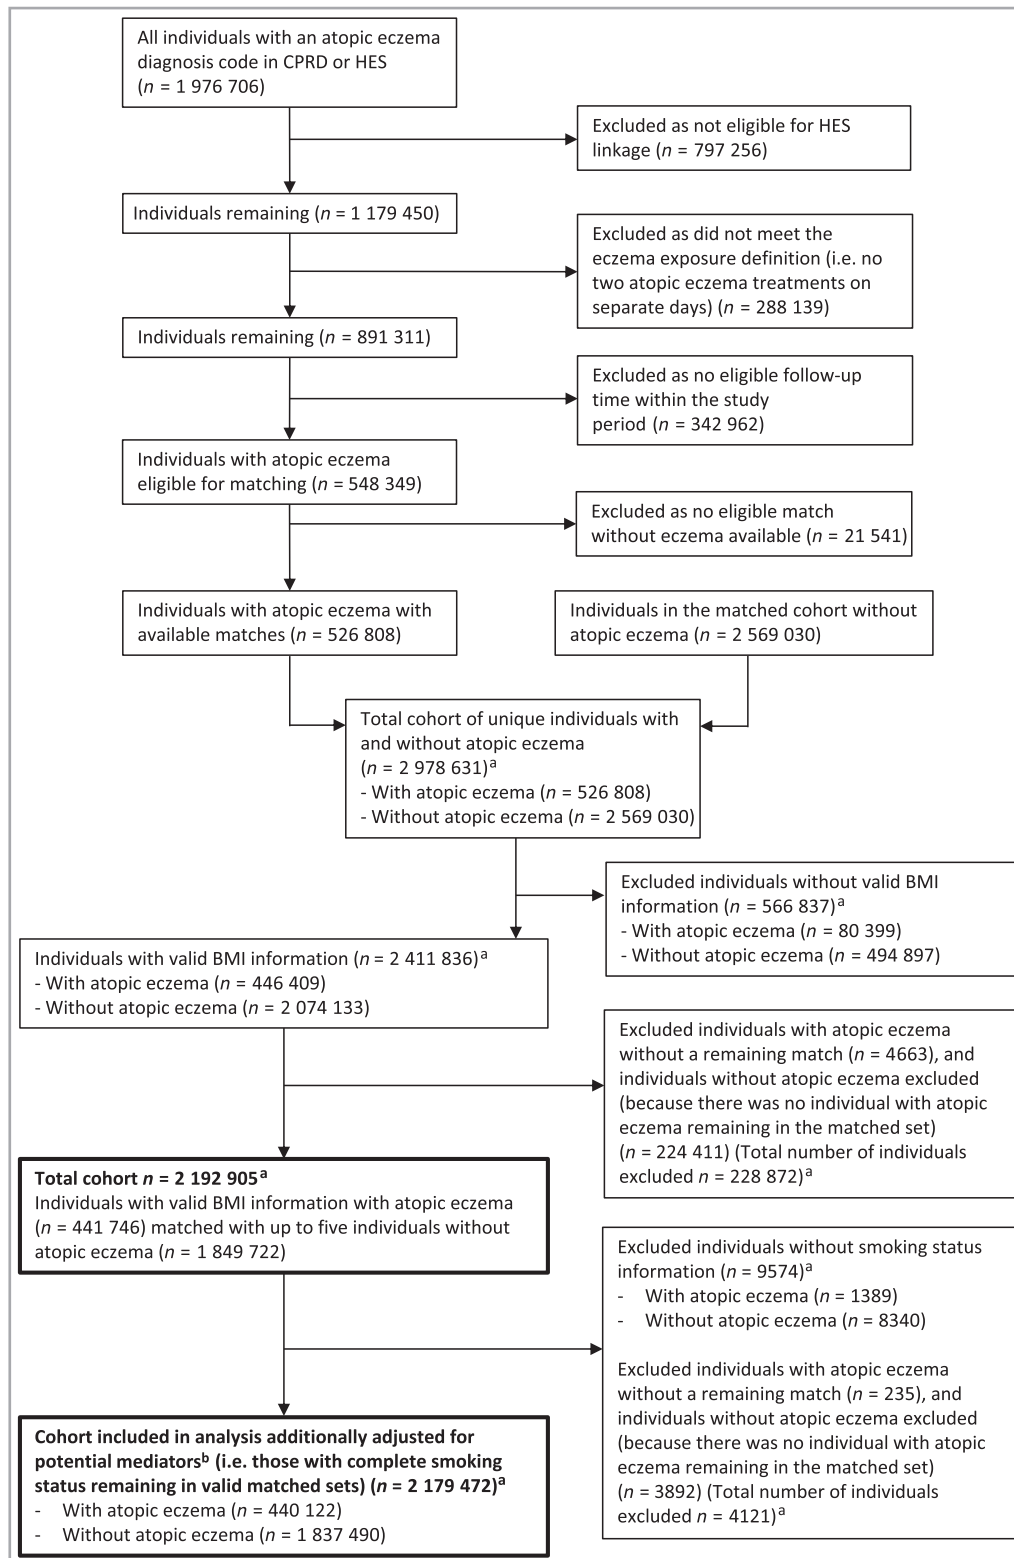 All individuals with an atopic eczema
diagnosis code in CPRD or HES
(n = 1 976 706)
Excluded as not eligible for HES
linkage (n = 797 256)
Individuals remaining (n = 1 179 450)
Excluded as did not meet the
eczema exposure definition (i.e. no
two atopic eczema treatments on
separate days) (n = 288 139)
Individuals remaining (n = 891 311)
Excluded as no eligible follow-up
time within the study
period (n = 342 962)
Individuals with atopic eczema
eligible for matching (n = 548 349)
Excluded as no eligible match
without eczema available (n = 21 541)
Individuals with atopic eczema with
available matches (n = 526 808)
Individuals in the matched cohort without
atopic eczema (n = 2 569 030)
Total cohort of unique individuals with
and without atopic eczema
(n = 2 978 631)a
- With atopic eczema (n = 526 808)
- Without atopic eczema (n = 2 569 030)
Excluded individuals without valid BMI
information (n = 566 837)a
- With atopic eczema (n = 80 399)
- Without atopic eczema (n = 494 897)
Individuals with valid BMI information (n = 2 411 836)a
- With atopic eczema (n = 446 409)
- Without atopic eczema (n = 2 074 133)
Excluded individuals with atopic eczema
without a remaining match (n = 4663), and
individuals without atopic eczema excluded
(because there was no individual with atopic
eczema remaining in the matched set)
(n = 224 411) (Total number of individuals
excluded n = 228 872)a
Total cohort n = 2 192 905a
Individuals with valid BMI information with atopic eczema
(n = 441 746) matched with up to five individuals without
atopic eczema (n = 1 849 722)
Excluded individuals without smoking status
information (n = 9574)a
- With atopic eczema (n = 1389)
- Without atopic eczema (n = 8340)
Excluded individuals with atopic eczema
without a remaining match (n = 235), and
individuals without atopic eczema excluded
(because there was no individual with atopic
eczema remaining in the matched set)
(n = 3892) (Total number of individuals
excluded n = 4121)a
Cohort included in analysis additionally adjusted for
potential mediatorsb (i.e. those with complete smoking
status remaining in valid matched sets) (n = 2 179 472)a
- With atopic eczema (n = 440 122)
- Without atopic eczema (n = 1 837 490)